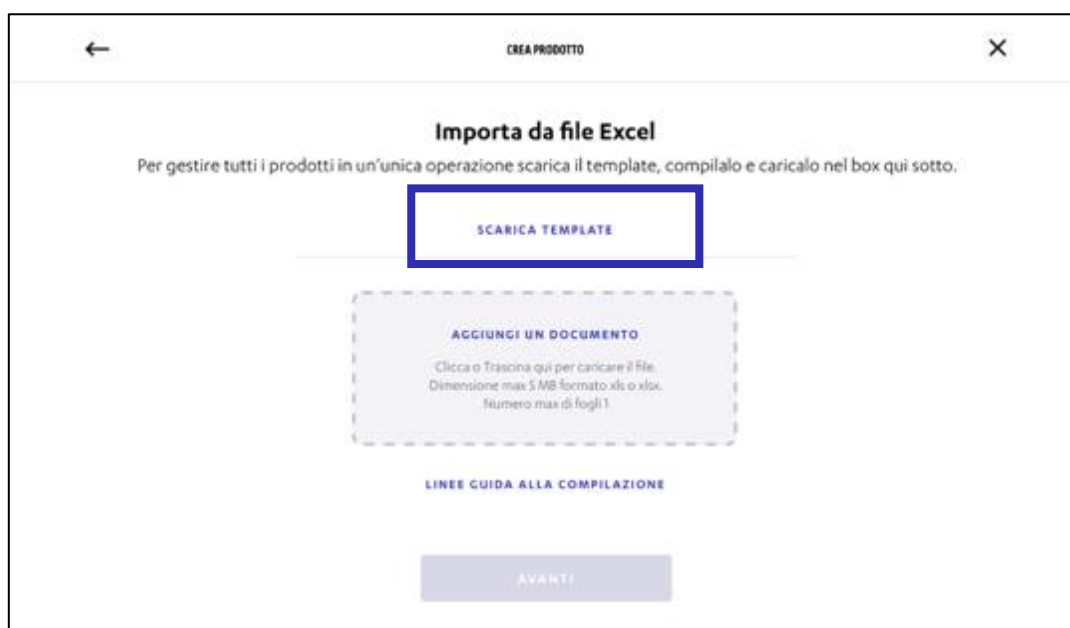 CREA PRODOTTO
Importa da file Excel
Per gestire tutti i prodotti in un'unica operazione scarica il template, compilalo e caricalo nel box qui sotto.
SCARICA TEMPLATE
AGGIUNGI UN DOCUMENTO
Clicca o Trascina qui per caricare il file.
Dimensione max 5 MB formato xls o xlsx.
Numero max di fogli 1
LINEE GUIDA ALLA COMPILAZIONE
AVANTI